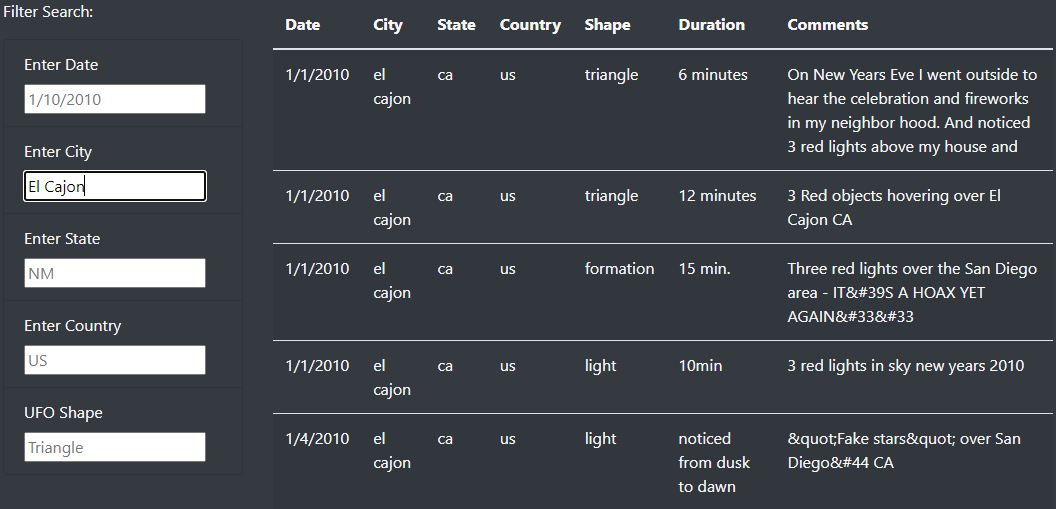 Filter Search:
Enter Date
1/10/2010
Enter City
El Cajon
Enter State
NM
Enter Country
US
UFO Shape
Triangle
Date City State Country Shape Duration Comments
1/1/2010 el ca us triangle 6 minutes On New Years Eve I went outside to
cajon hear the celebration and fireworks
in my neighbor hood. And noticed
3 red lights above my house and
1/1/2010 el ca us triangle 12 minutes 3 Red objects hovering over El
cajon Cajon CA
1/1/2010 el ca us formation 15 min. Three red lights over the San Diego
cajon area - IT&#39S A HOAX YET
AGAIN&#33&#33
1/1/2010 el ca us light 10min 3 red lights in sky new years 2010
cajon
1/4/2010 el ca us light noticed &quot;Fake stars&quot; over San
cajon from dusk Diego&#44 CA
to dawn